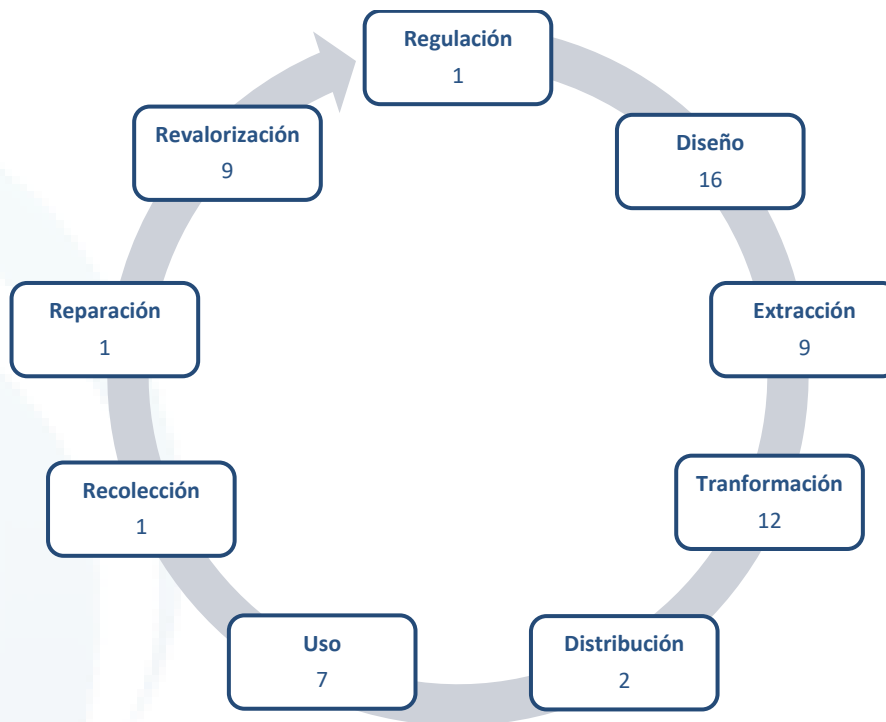 Regulación
1
Diseño
16
Extracción
9
Tranformación
12
Distribución
2
Uso
7
Recolección
1
Reparación
1
Revalorización
9